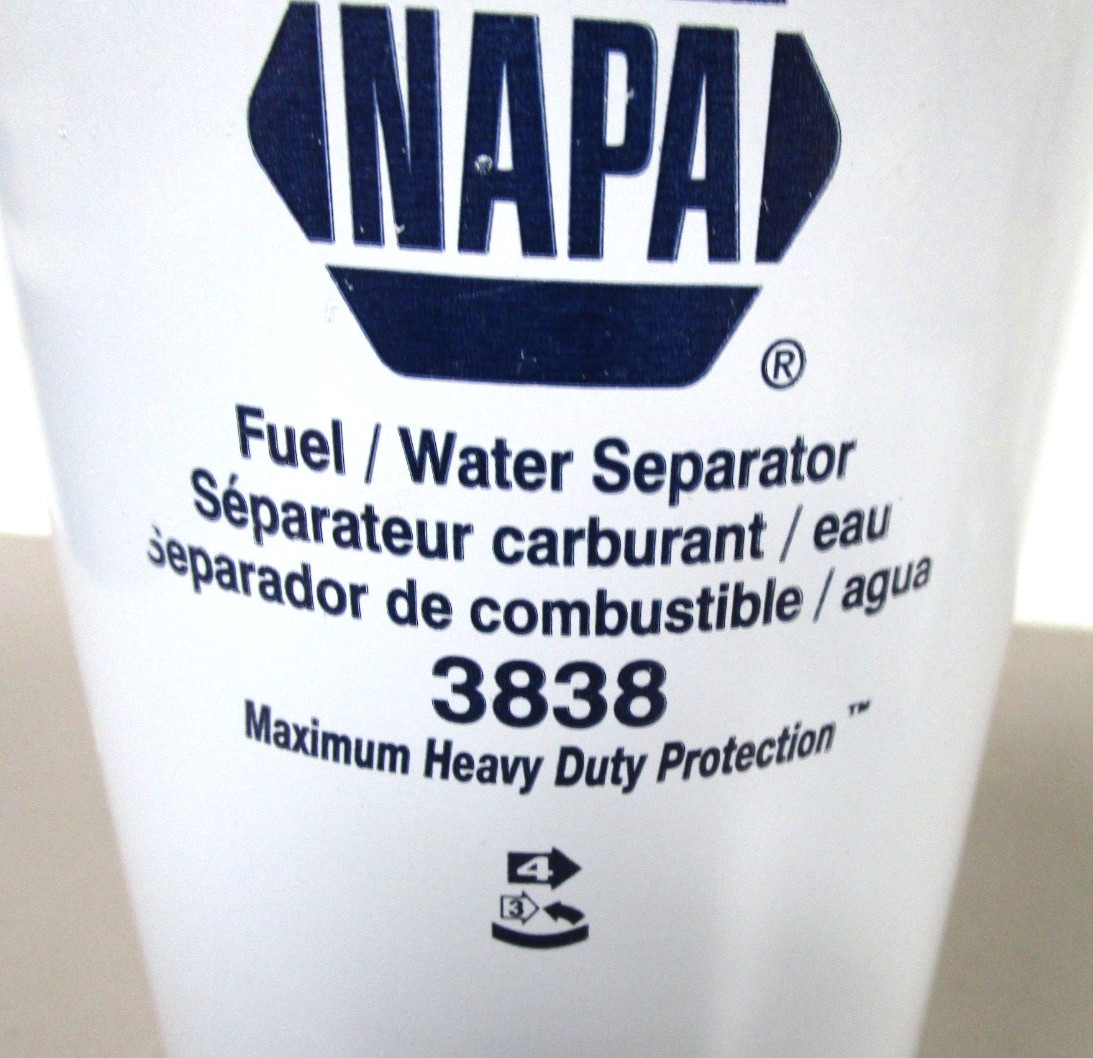 NAPA
®
Fuel / Water Separator
Séparateur carburant / eau
Separador de combustible / agua
3838
Maximum Heavy Duty Protection ™
4
3